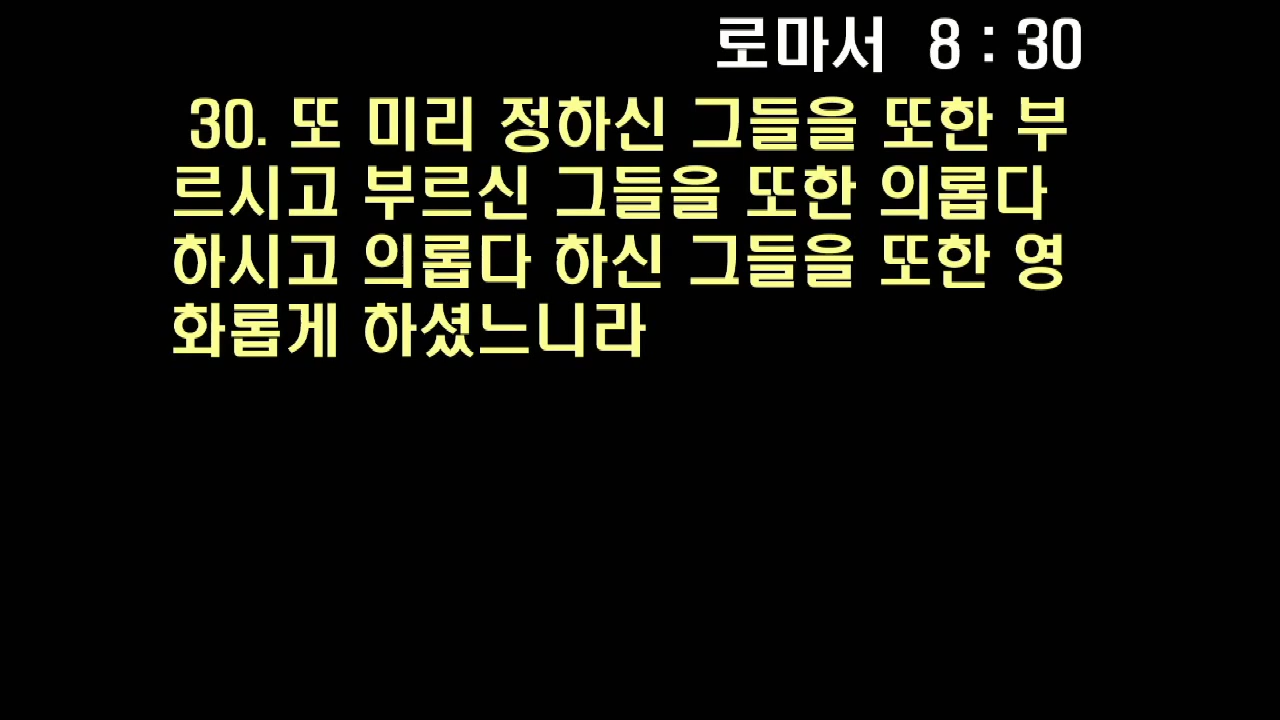 로마서 8 : 30
30. 또 미리 정하신 그들을 또한 부
르시고 부르신 그들을 또한 의롭다
하시고 의롭다 하신 그들을 또한 영
화롭게 하셨느니라